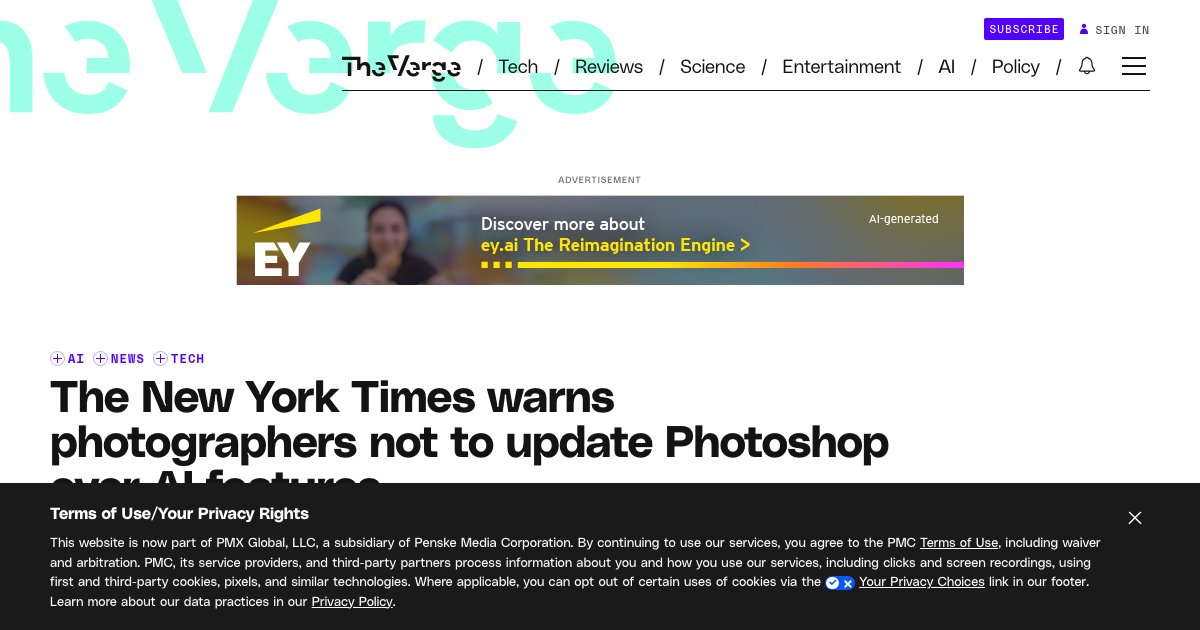 The Verge
SUBSCRIBE
SIGN IN
The Verge / Tech / Reviews / Science / Entertainment / AI / Policy /
ADVERTISEMENT
EY
Discover more about
ey.ai The Reimagination Engine >
AI-generated
AI NEWS TECH
The New York Times warns
photographers not to update Photoshop
over AI features
Terms of Use/Your Privacy Rights
This website is now part of PMX Global, LLC, a subsidiary of Penske Media Corporation. By continuing to use our services, you agree to the PMC Terms of Use, including waiver
and arbitration. PMC, its service providers, and third-party partners process information about you and how you use our services, including clicks and screen recordings, using
first and third-party cookies, pixels, and similar technologies. Where applicable, you can opt out of certain uses of cookies via the Your Privacy Choices link in our footer.
Learn more about our data practices in our Privacy Policy.